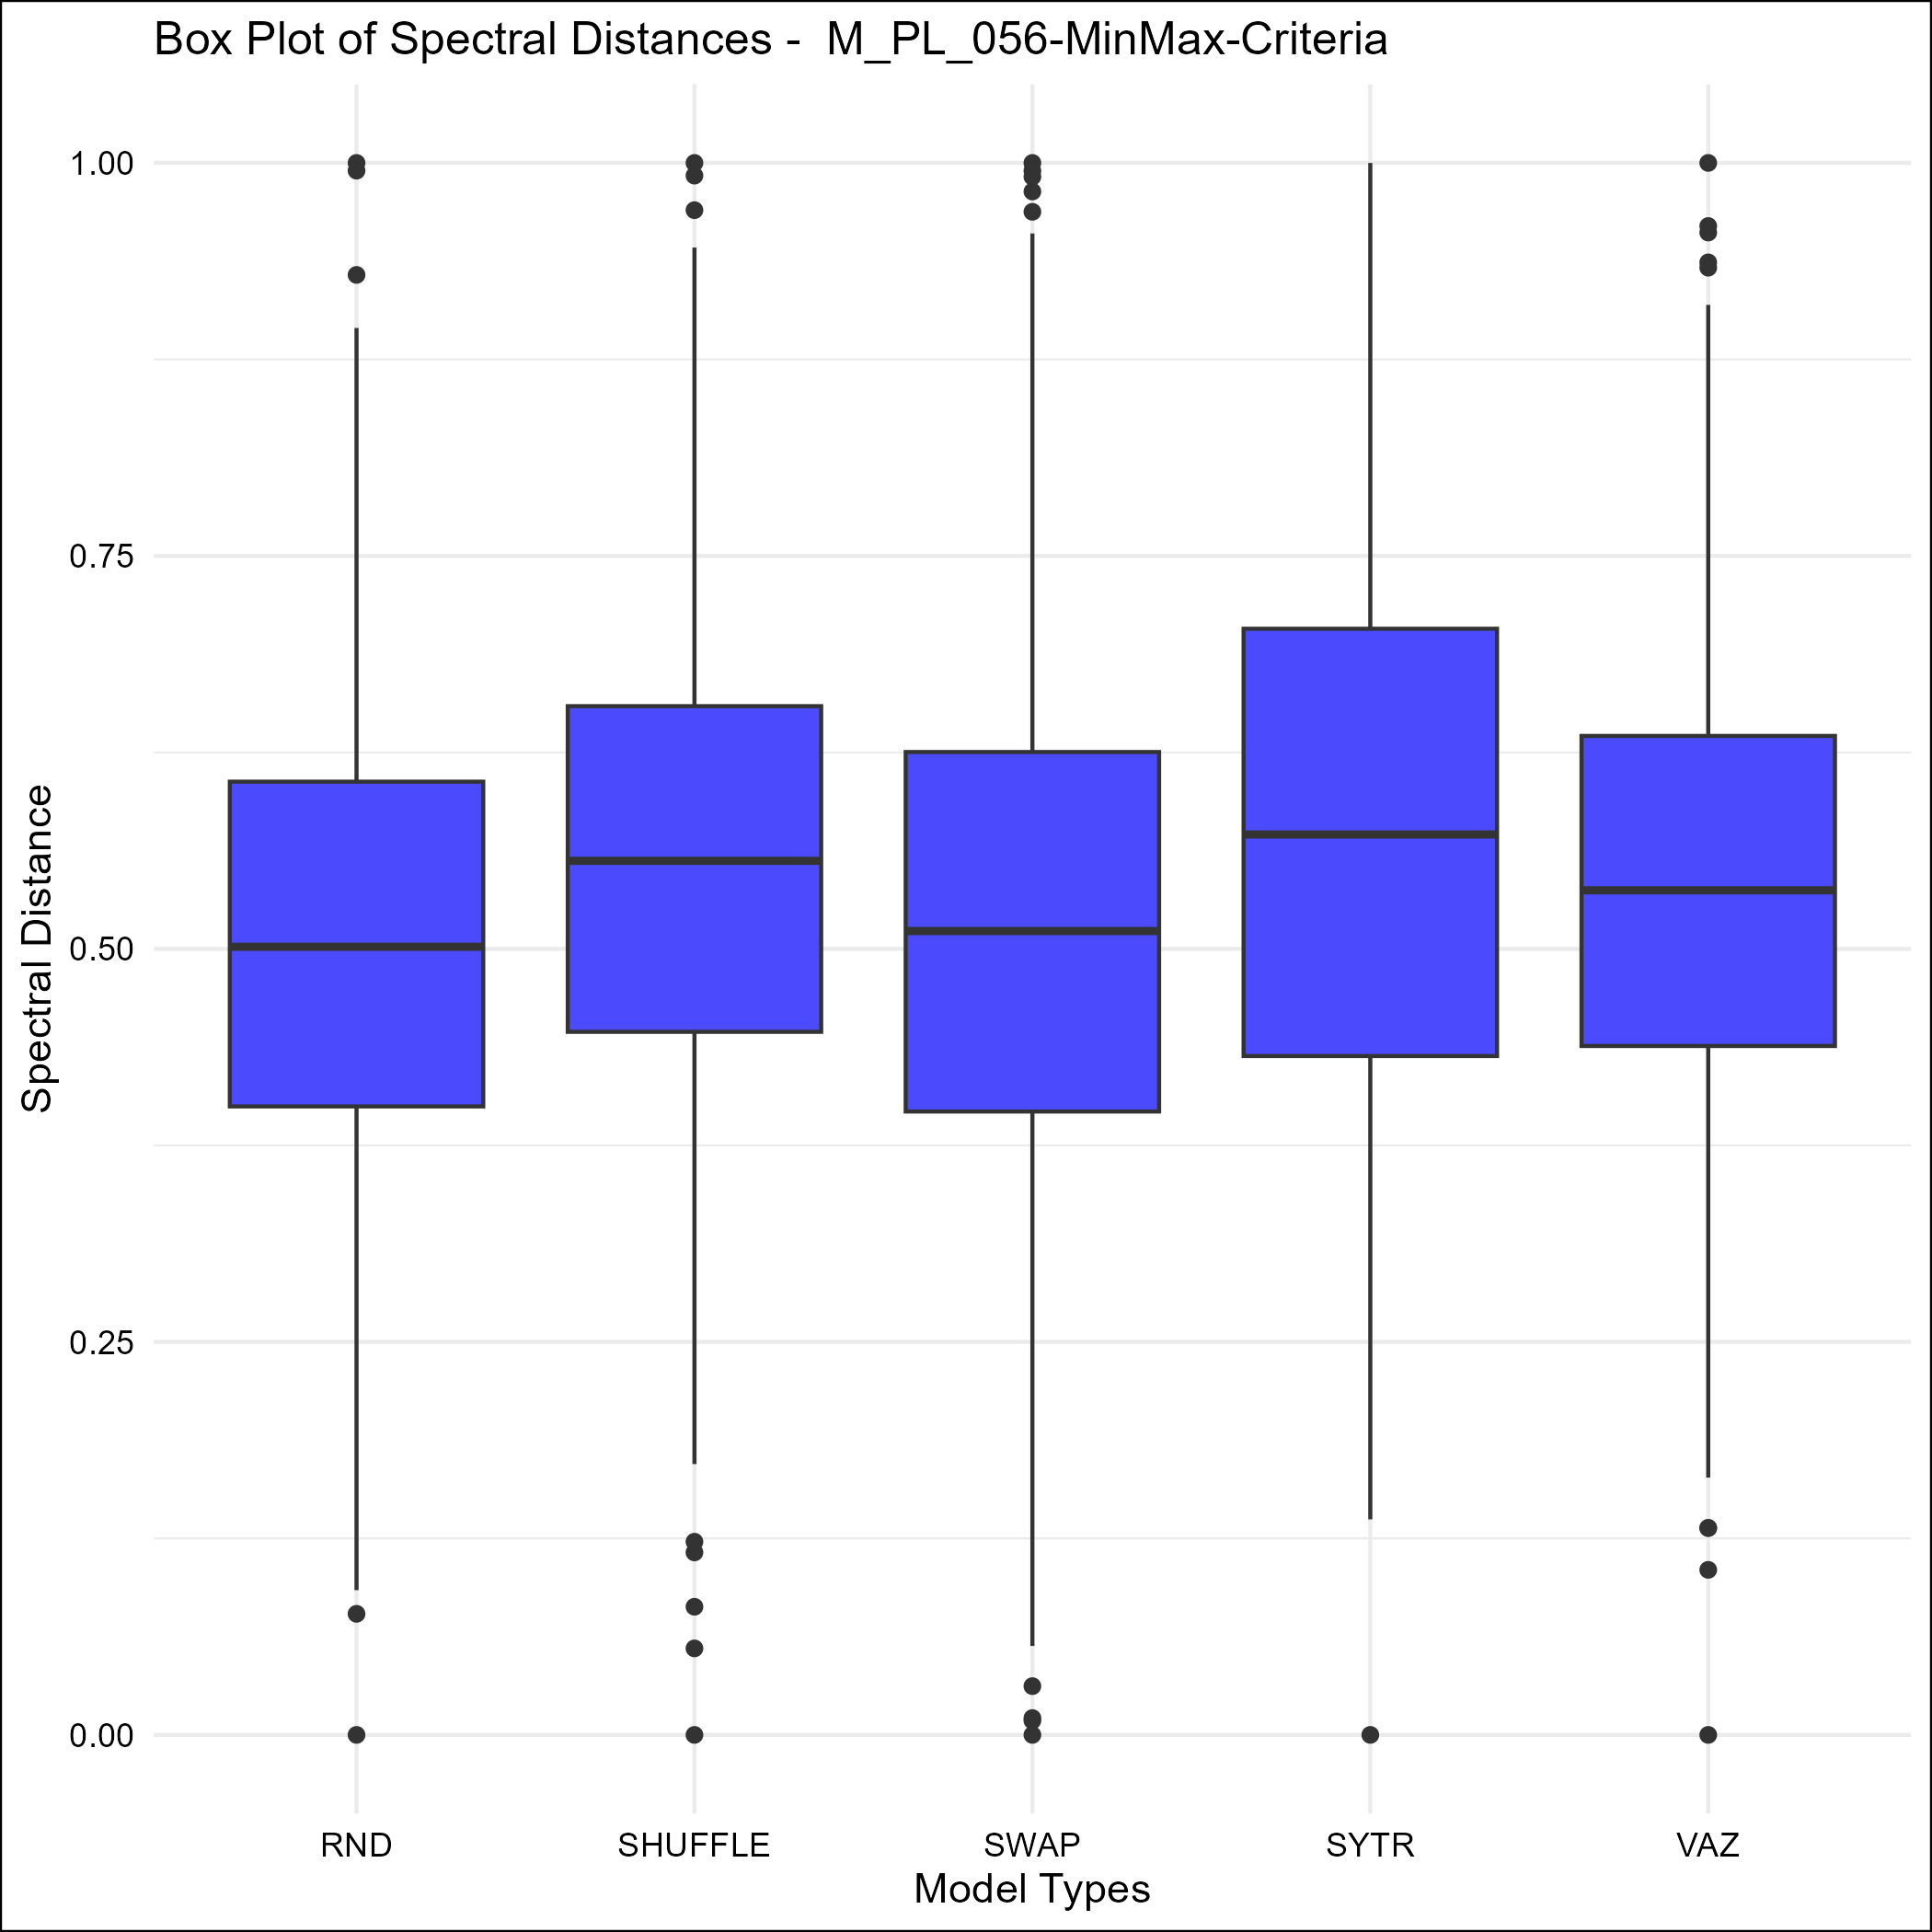 Box Plot of Spectral Distances -  M_PL_056-MinMax-Criteria
Spectral Distance
1.00
0.75
0.50
0.25
0.00
RND SHUFFLE SWAP SYTR VAZ
Model Types